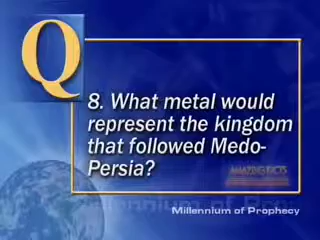 Q
8. What metal would
represent the kingdom
that followed Medo-
Persia?
AMAZING FACTS
Millennium of Prophecy